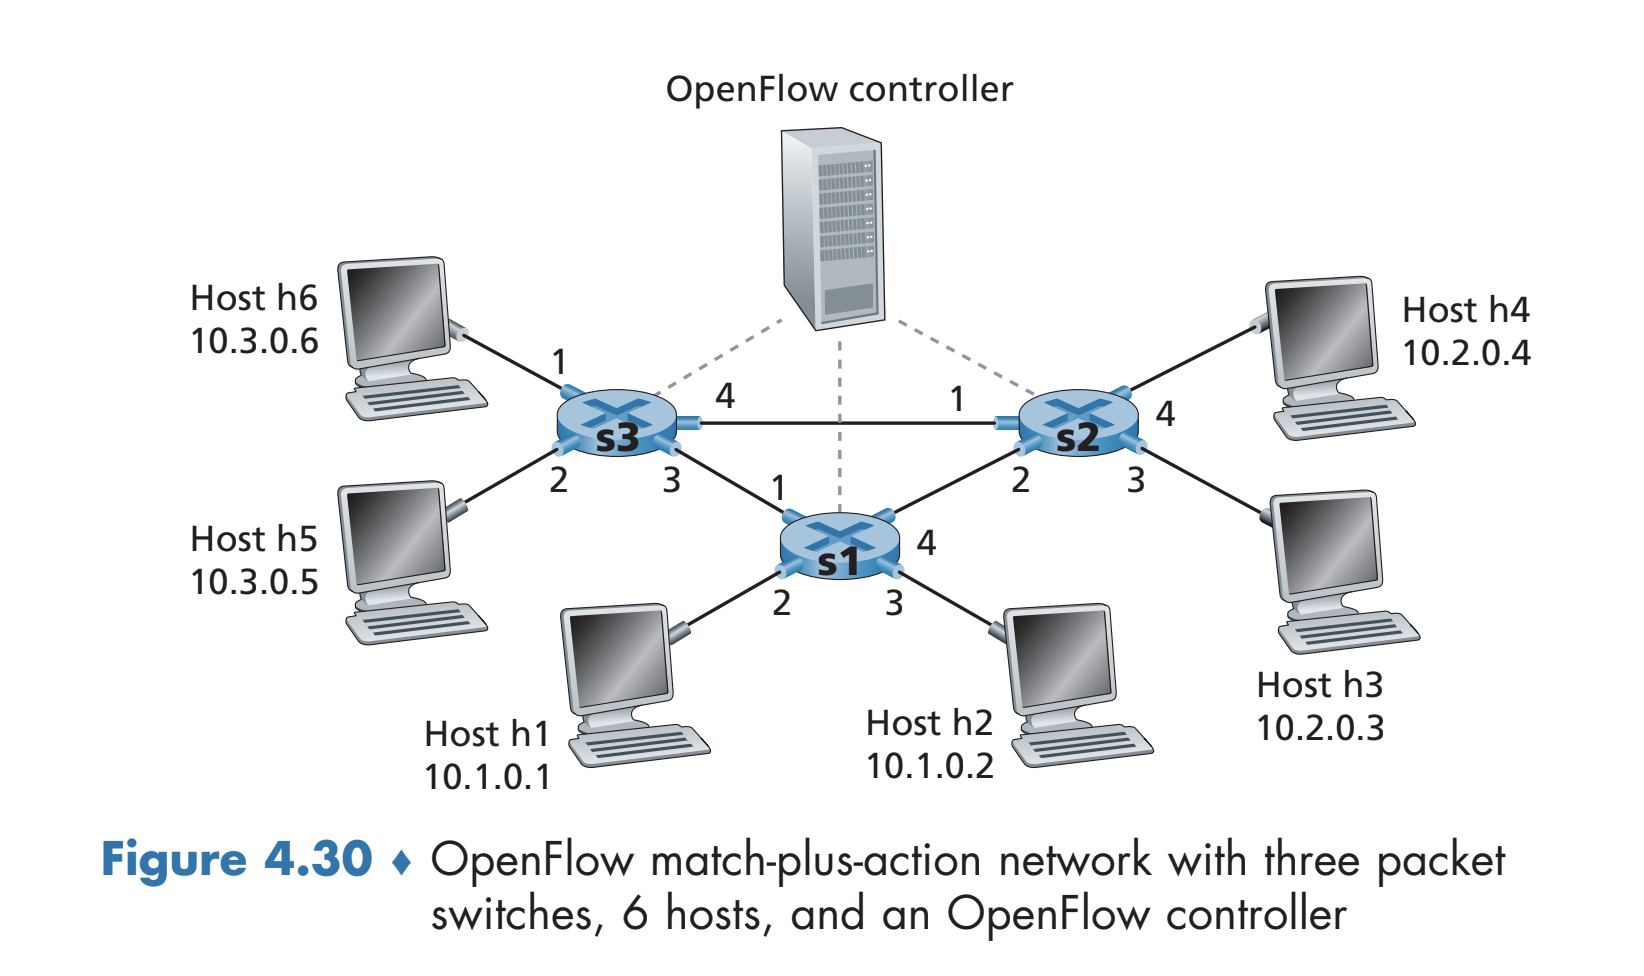 OpenFlow controller
Host h6
10.3.0.6
Host h4
10.2.0.4
1
4
1
4
s3
s2
2
3
2
3
1
Host h5
10.3.0.5
s1
4
2
3
Host h3
10.2.0.3
Host h1
10.1.0.1
Host h2
10.1.0.2
Figure 4.30 ♦ OpenFlow match-plus-action network with three packet
switches, 6 hosts, and an OpenFlow controller